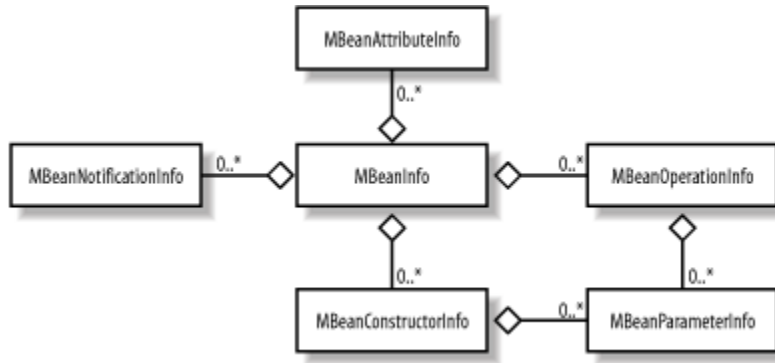 MBeanAttributeInfo
0..*
MBeanNotificationInfo
0..*
MBeanInfo
0..*
MBeanOperationInfo
0..*
0..*
MBeanConstructorInfo
0..*
MBeanParameterInfo